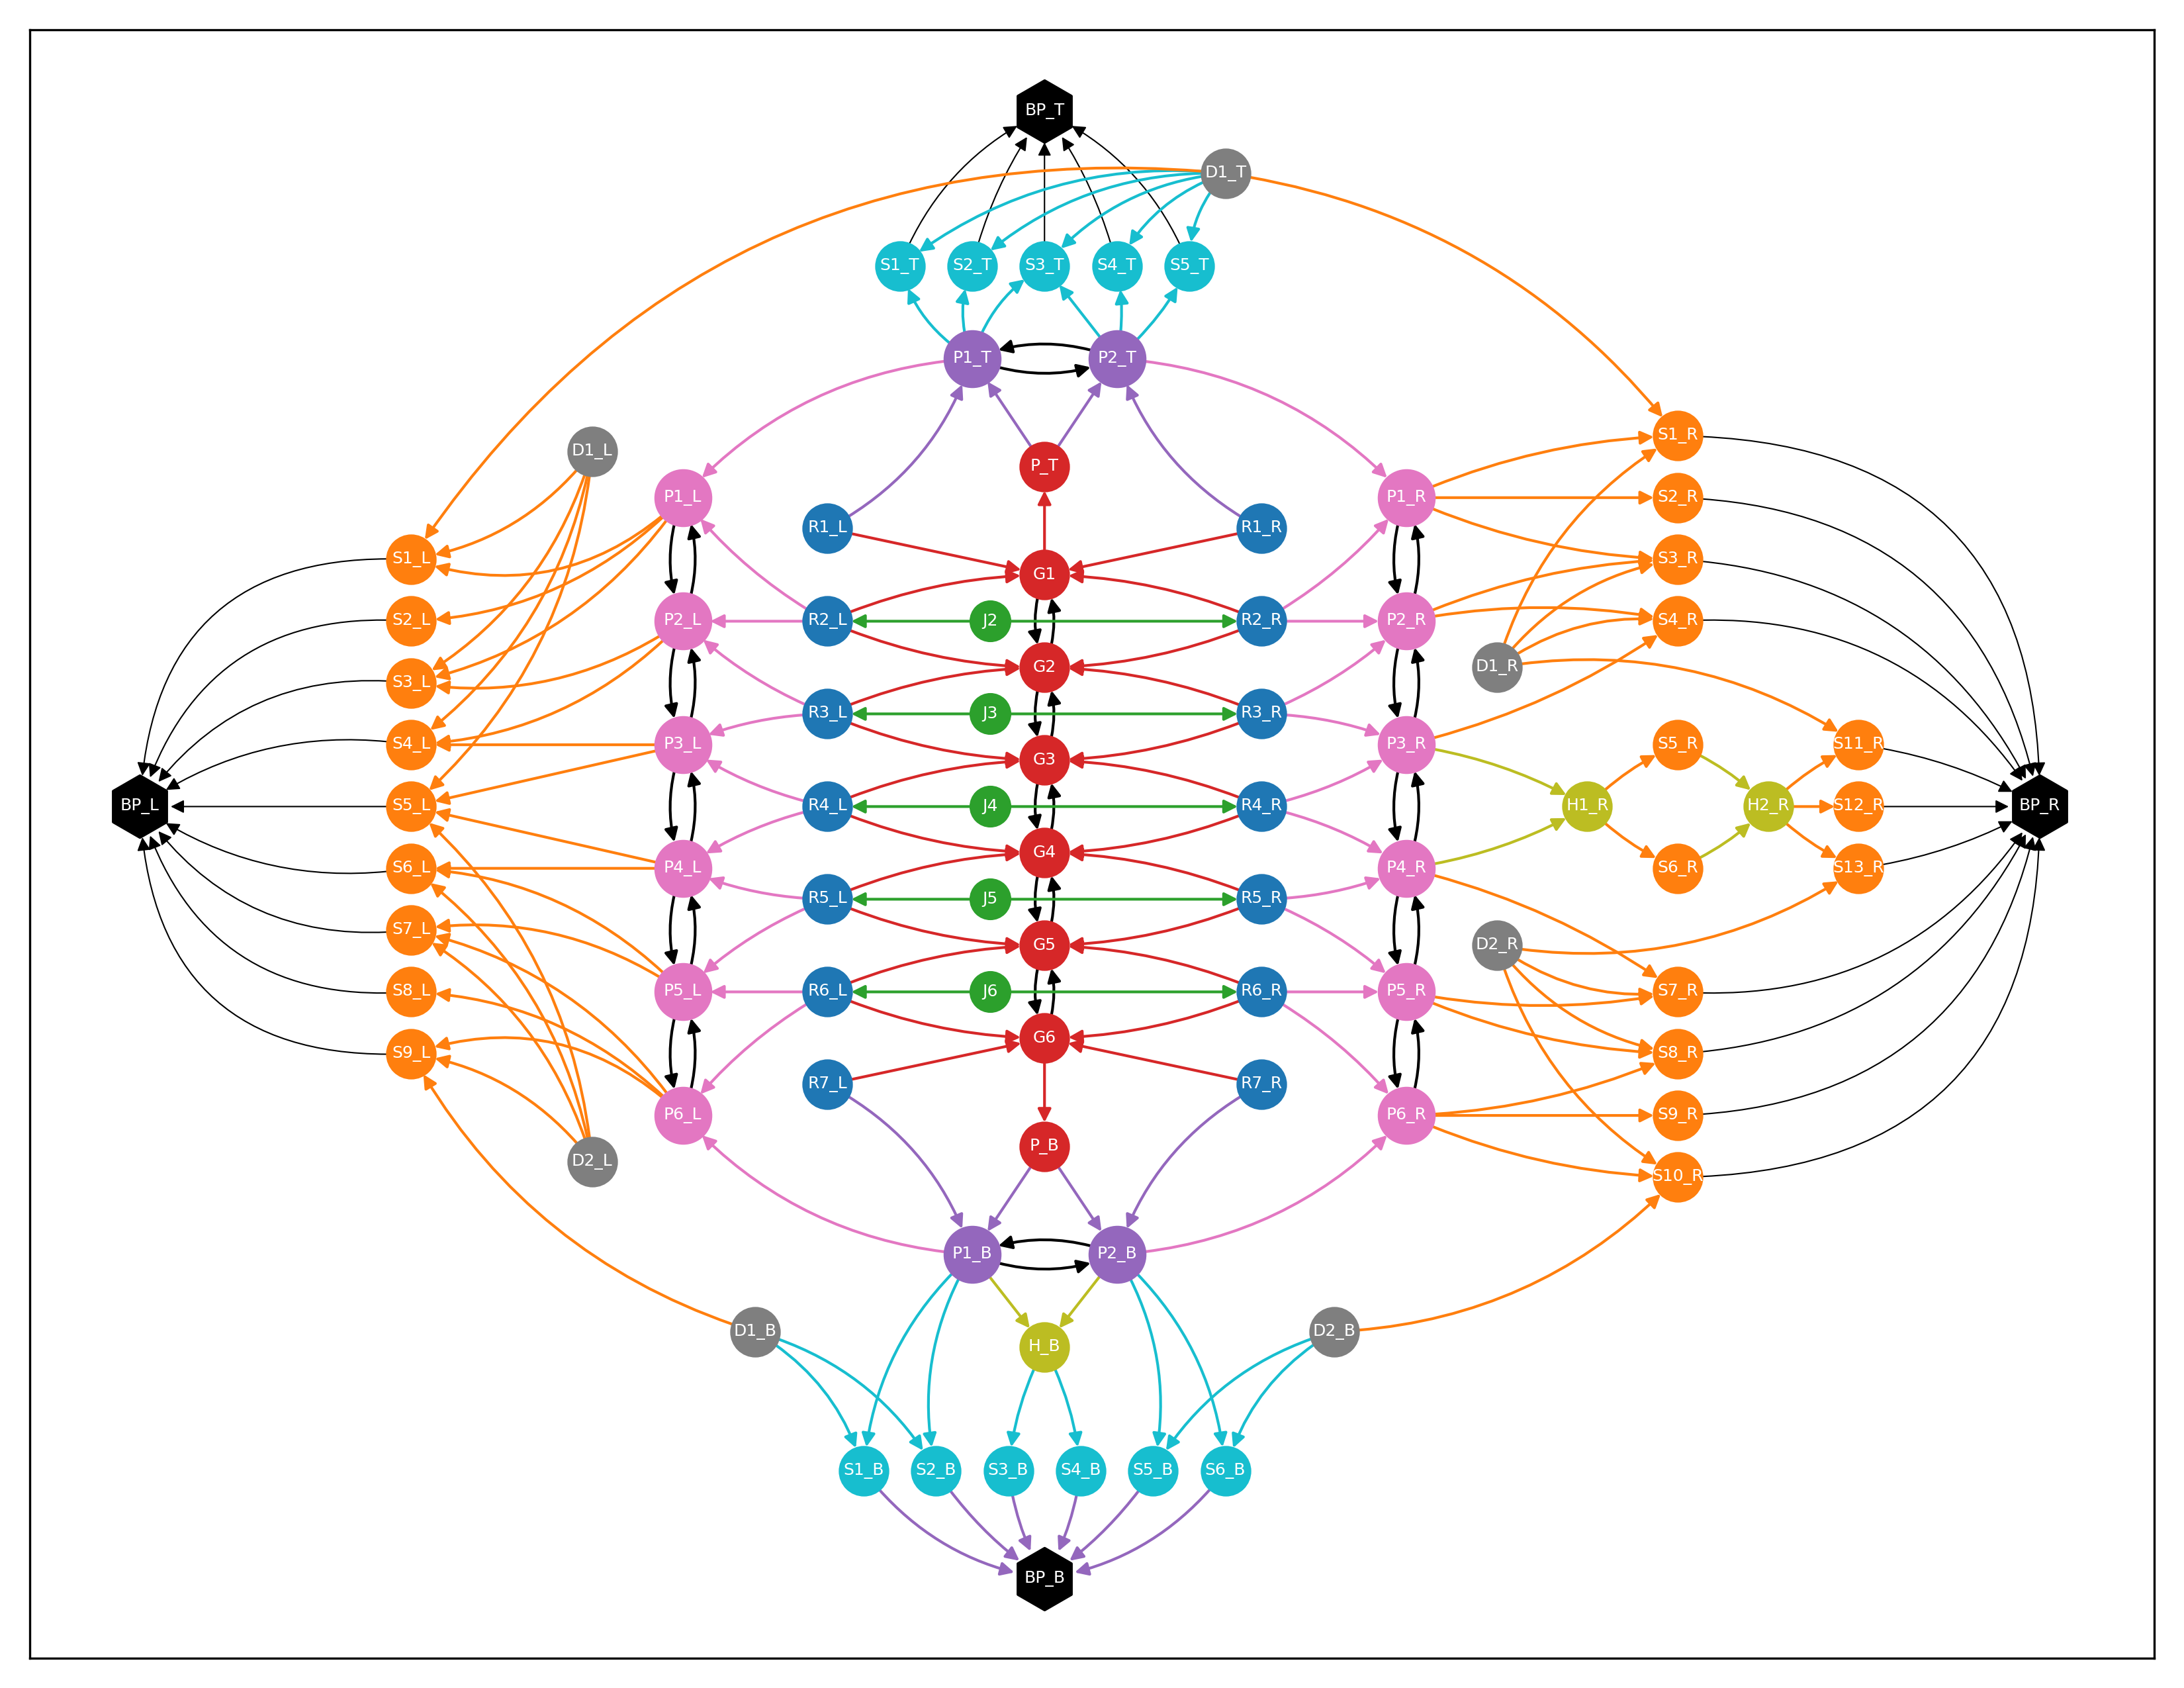 BP_T
D1_T
S1_T S2_T S3_T S4_T S5_T
P1_T P2_T
S1_R
D1_L
P_T
P1_L P1_R S2_R
R1_L R1_R
S1_L S3_R
G1
S2_L P2_L R2_L J2 R2_R P2_R S4_R
G2 D1_R
S3_L
R3_L J3 R3_R
S4_L P3_L P3_R S5_R S11_R
G3
BP_L S5_L R4_L J4 R4_R H1_R H2_R S12_R BP_R
G4
S6_L P4_L P4_R S6_R S13_R
R5_L J5 R5_R
S7_L
G5 D2_R
S8_L P5_L R6_L J6 R6_R P5_R S7_R
G6
S9_L S8_R
R7_L R7_R
P6_L P6_R S9_R
P_B
D2_L S10_R
P1_B P2_B
D1_B D2_B
H_B
S1_B S2_B S3_B S4_B S5_B S6_B
BP_B